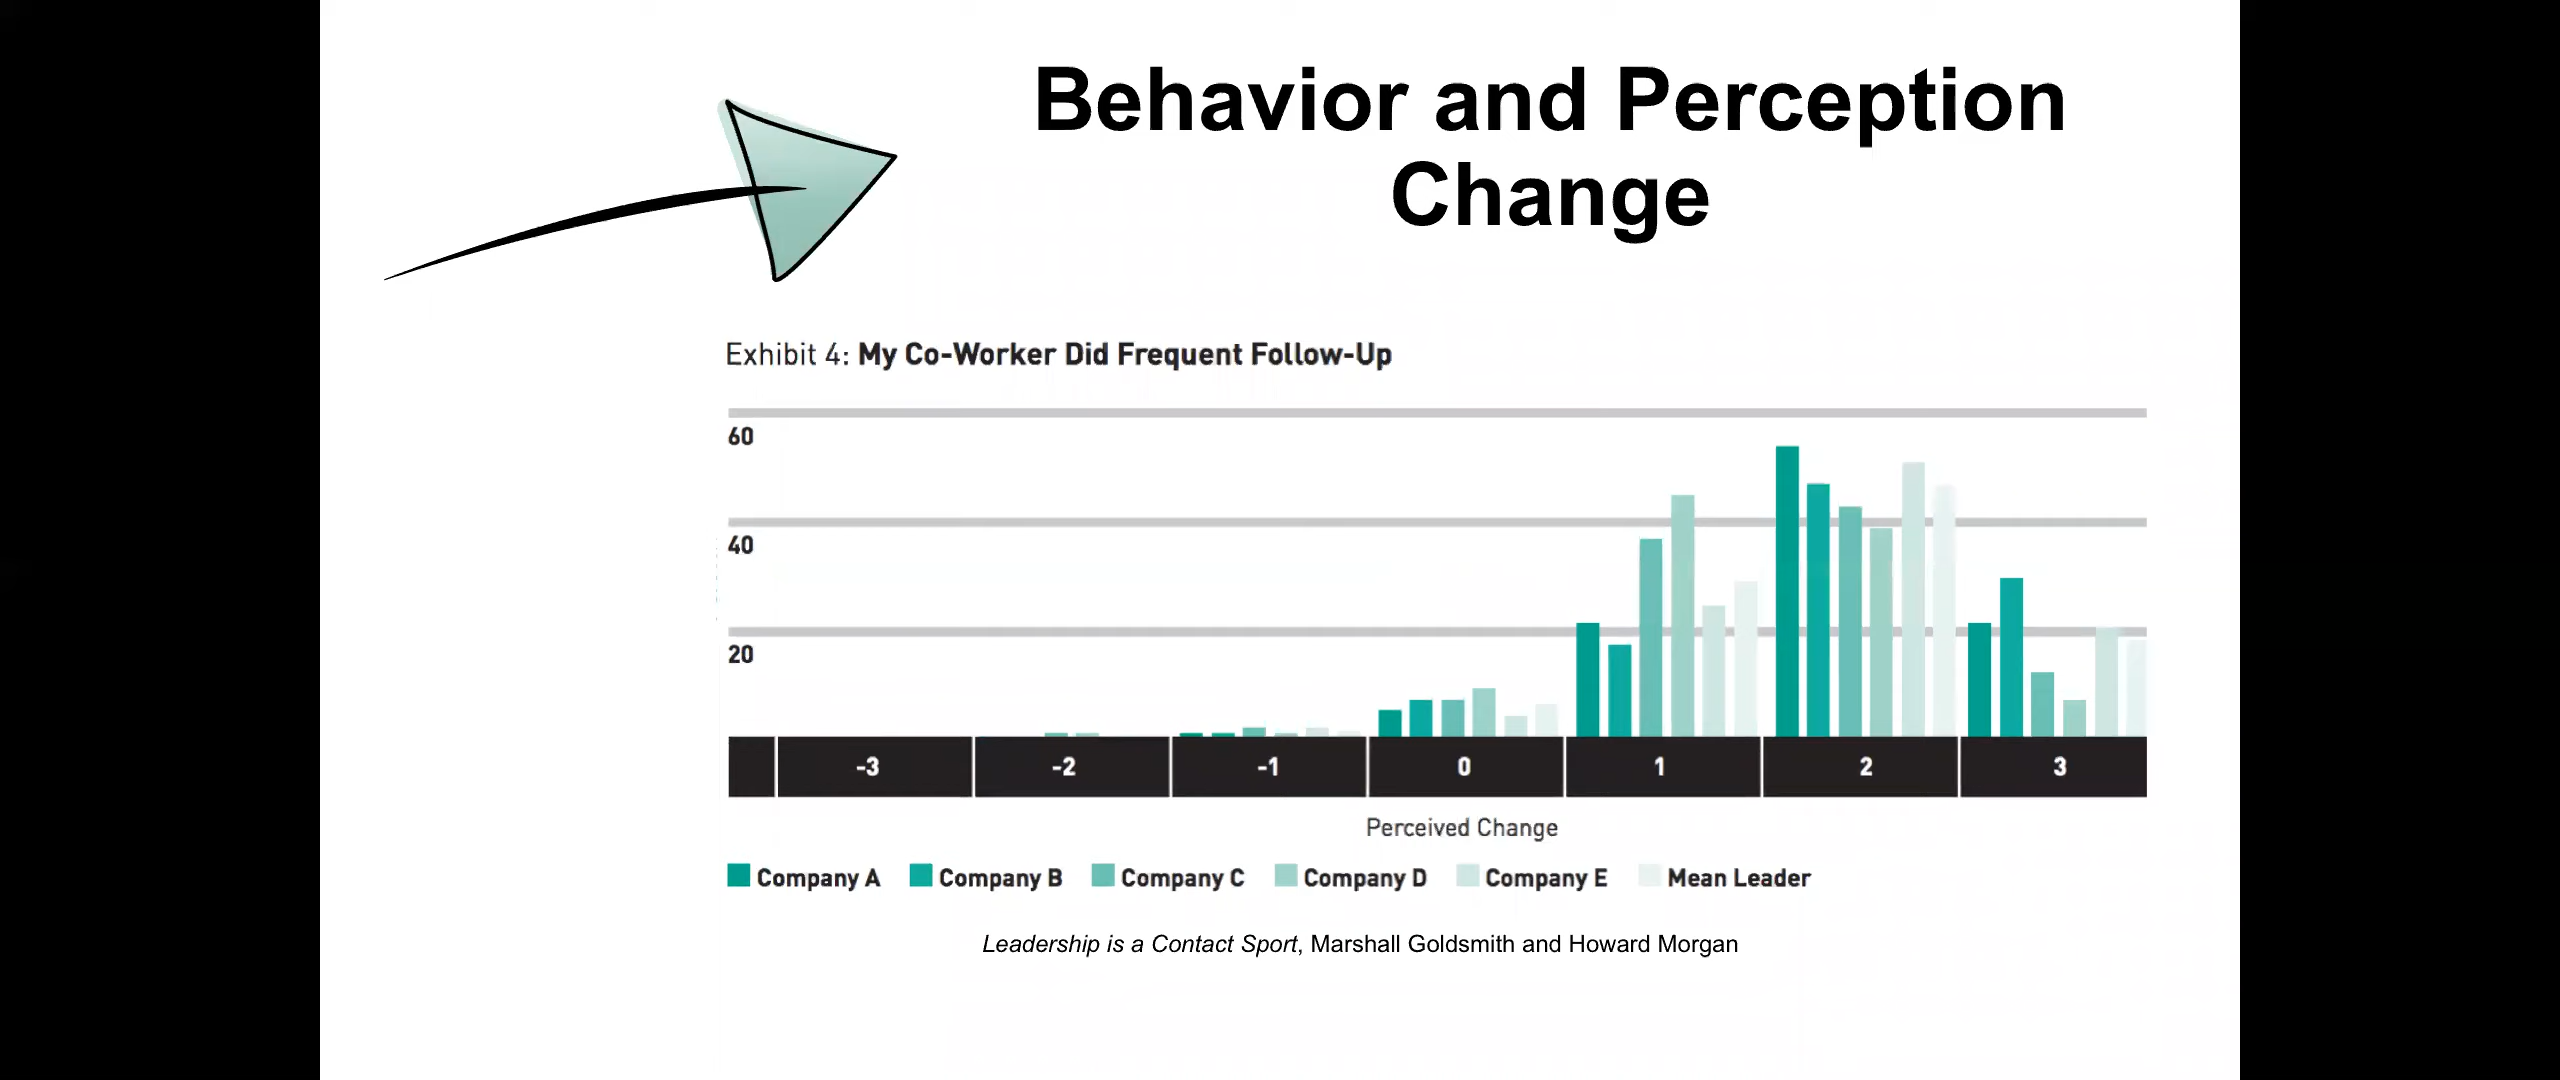 Behavior and Perception
Change
Exhibit 4: My Co-Worker Did Frequent Follow-Up
60
40
20
-3 -2 -1 0 1 2 3
Perceived Change
Company A Company B Company C Company D Company E Mean Leader
Leadership is a Contact Sport, Marshall Goldsmith and Howard Morgan